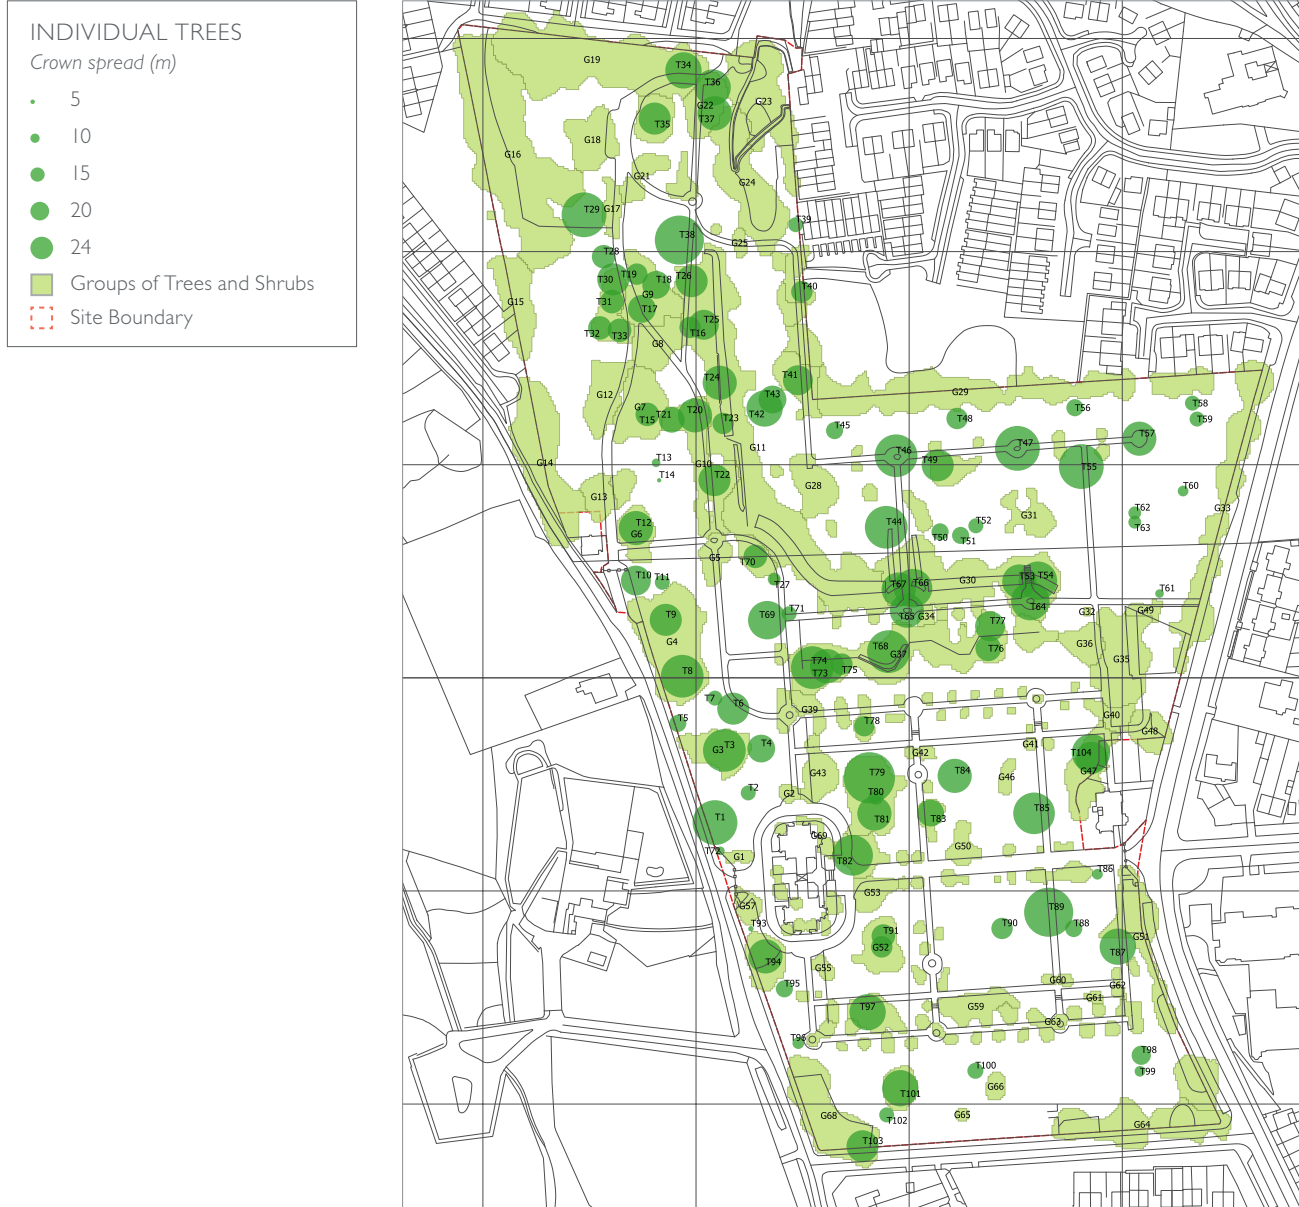 INDIVIDUAL TREES
Crown spread (m)
5
10
15
20
24
Groups of Trees and Shrubs
Site Boundary
G19
T34
T36
G22
G23
T35
T37
G18
G16
G21
G24
T29
G17
T39
T38
G25
T28
T30
T19
T18
T26
T40
G9
G15
T31
T17
T25
T32
T33
T16
G8
T24
T41
G29
G12
T43
G7
T15
T21
T20
T42
T23
T45
T48
T56
T58
T59
T57
T47
G11
T46
T49
T55
T13
G10
G14
T14
T22
G28
G13
T60
T62
T63
G33
T12
G6
T44
T52
G31
T50
T51
G5
T70
T10
T11
T27
T67
T66
G30
T53
T54
T61
T9
T69
T71
T65
G34
T64
G32
G49
T77
G4
T68
G37
T76
G36
G35
T8
T74
T73
T75
T7
T6
T5
G39
T78
G40
G48
G3
T3
T4
G42
G41
T104
G43
T79
T84
G46
G47
T2
G2
T80
T1
T81
T83
T85
G69
T72
G1
T82
G50
T86
G53
G57
T89
T93
T91
T90
T88
G52
G51
T87
T94
G55
T95
G60
G62
T97
G59
G61
G63
T96
T98
T100
T99
T101
G66
G68
T102
G65
G64
T103